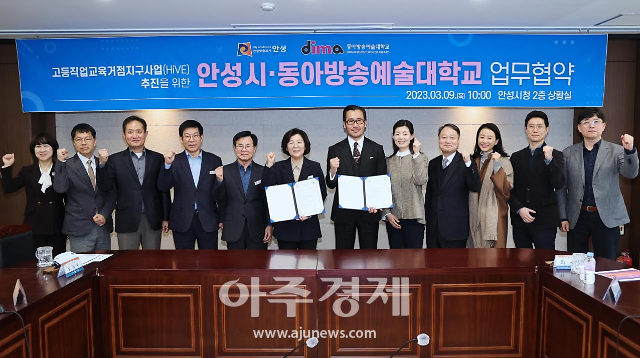 안성
dima 동아방송예술대학교
고등직업교육거점지구사업(HiVE)
추진을 위한
안성시·동아방송예술대학교 업무협약
2023.03.09.(목) 10:00 안성시청 2층 상황실
아주경제
www.ajunews.com